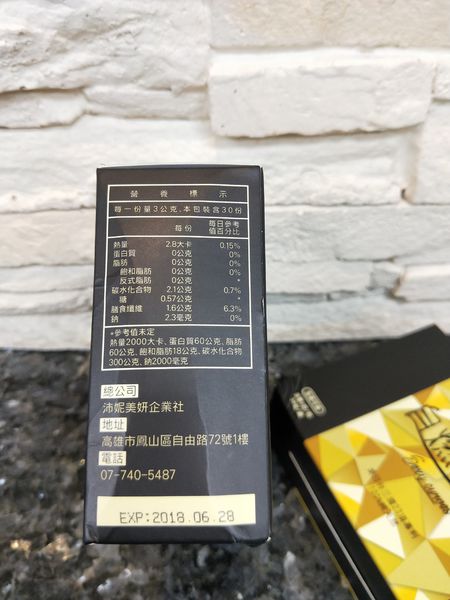 營養標示
每一份量3公克,本包裝含30份
每份 每日參考值百分比
熱量 2.8大卡 0.15%
蛋白質 0公克 0%
脂肪 0公克 0%
飽和脂肪 0公克 0%
反式脂肪 0公克 *
碳水化合物 2.1公克 0.7%
糖 0.57公克 *
膳食纖維 1.6公克 6.3%
鈉 2.3毫克 0%
*參考值未定
熱量2000大卡、蛋白質60公克、脂肪
60公克、飽和脂肪18公克、碳水化合物
300公克、鈉2000毫克
總公司
沛妮美妍企業社
地址
高雄市鳳山區自由路72號1樓
電話
07-740-5487
EXP:2018.06.28